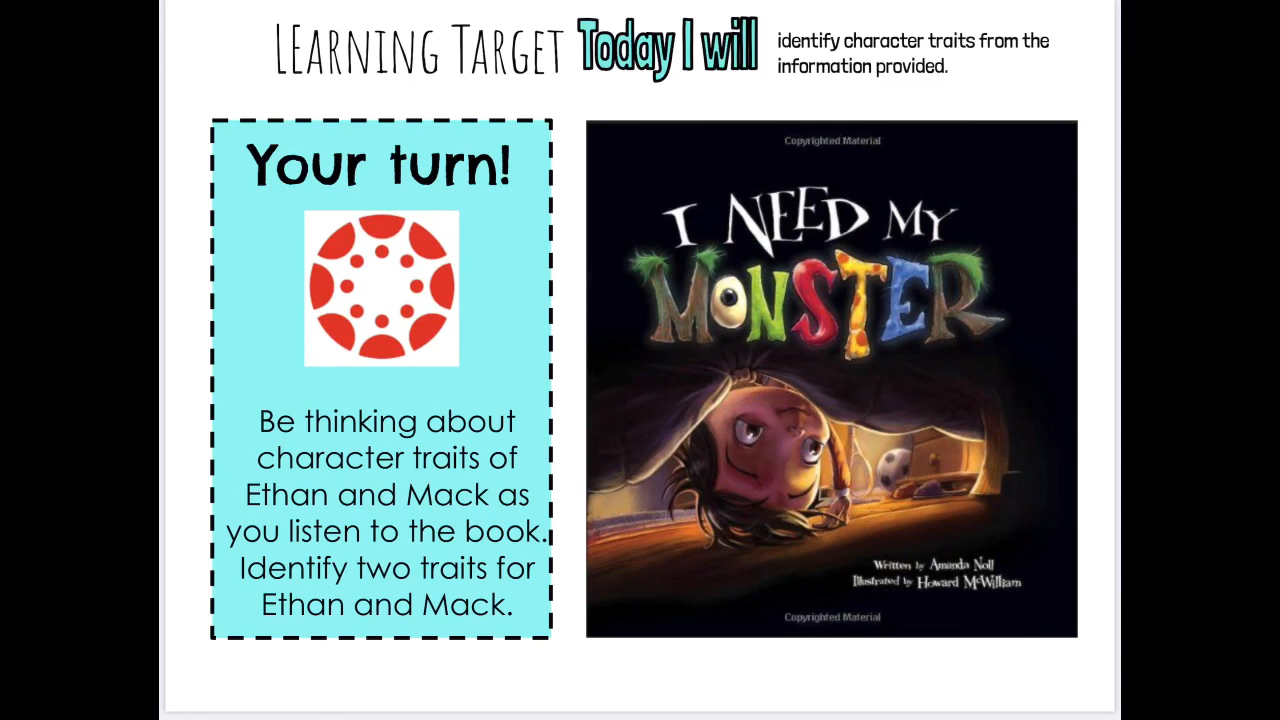 LEARNING TARGET Today I will identify character traits from the
information provided.
Your turn!
Be thinking about
character traits of
Ethan and Mack as
you listen to the book.
Identify two traits for
Ethan and Mack.
Copyrighted Material
I NEED MY
MONSTER
Written by Amanda Noll
Illustrated by Howard McWilliam
Copyrighted Material